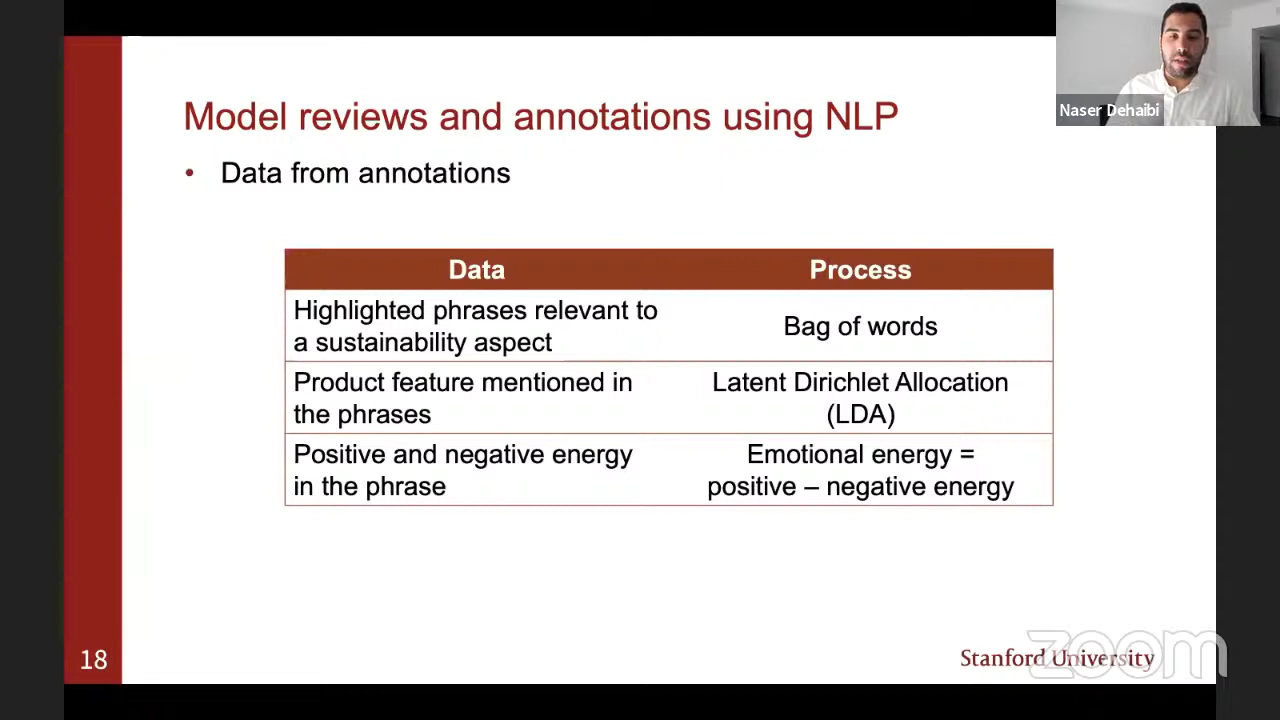 Naser Dehaibi
Model reviews and annotations using NLP
• Data from annotations
Data
Process
Highlighted phrases relevant to
a sustainability aspect
Bag of words
Product feature mentioned in
the phrases
Latent Dirichlet Allocation
(LDA)
Positive and negative energy
in the phrase
Emotional energy =
positive – negative energy
18
Stanford University
zoom